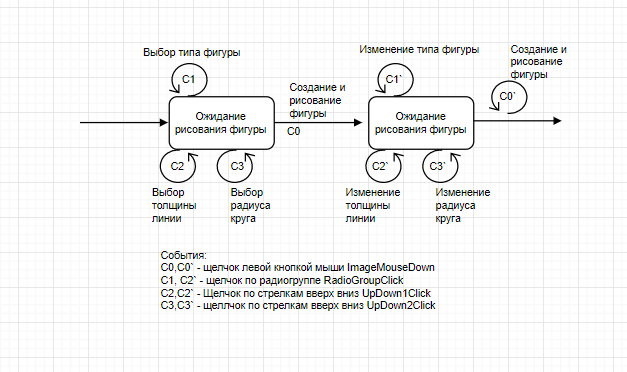 Выбор типа фигуры
C1
Ожидание
рисования фигуры
C2
C3
Выбор
толщины
линии
Выбор
радиуса
круга
Создание и
рисование
фигуры
C0
Изменение типа фигуры
C1`
Ожидание
рисования фигуры
C2`
C3`
Изменение
толщины
линии
Изменение
радиуса
круга
Создание и
рисование
фигуры
C0`
События:
C0,C0` - щелчок левой кнопкой мыши ImageMouseDown
C1, C2` - щелчок по радиогруппе RadioGroupClick
C2,C2` - Щелчок по стрелкам вверх вниз UpDown1Click
C3,C3` - щеллчок по стрелкам вверх вниз UpDown2Click